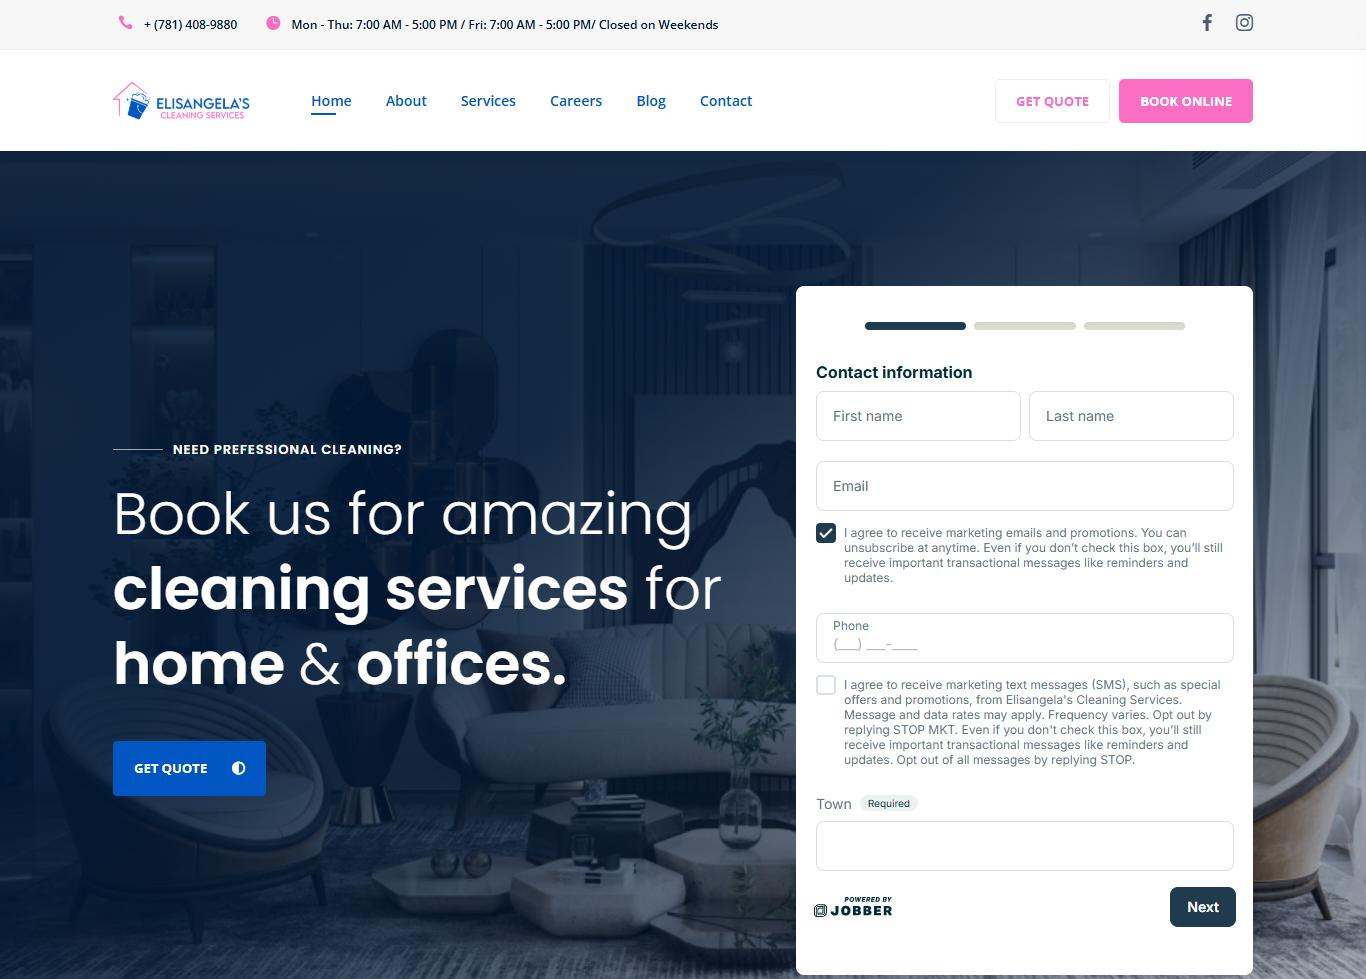 + (781) 408-9880
Mon - Thu: 7:00 AM - 5:00 PM / Fri: 7:00 AM - 5:00 PM/ Closed on Weekends
ELISANGELA'S
CLEANING SERVICES
Home
About
Services
Careers
Blog
Contact
GET QUOTE
BOOK ONLINE
NEED PREFESSIONAL CLEANING?
Book us for amazing
cleaning services for
home & offices.
GET QUOTE
Contact information
First name
Last name
Email
I agree to receive marketing emails and promotions. You can
unsubscribe at anytime. Even if you don’t check this box, you’ll still
receive important transactional messages like reminders and
updates.
Phone
(___) ___-____
I agree to receive marketing text messages (SMS), such as special
offers and promotions, from Elisangela's Cleaning Services.
Message and data rates may apply. Frequency varies. Opt out by
replying STOP MKT. Even if you don't check this box, you’ll still
receive important transactional messages like reminders and
updates. Opt out of all messages by replying STOP.
Town Required
POWERED BY
JOBBER
Next